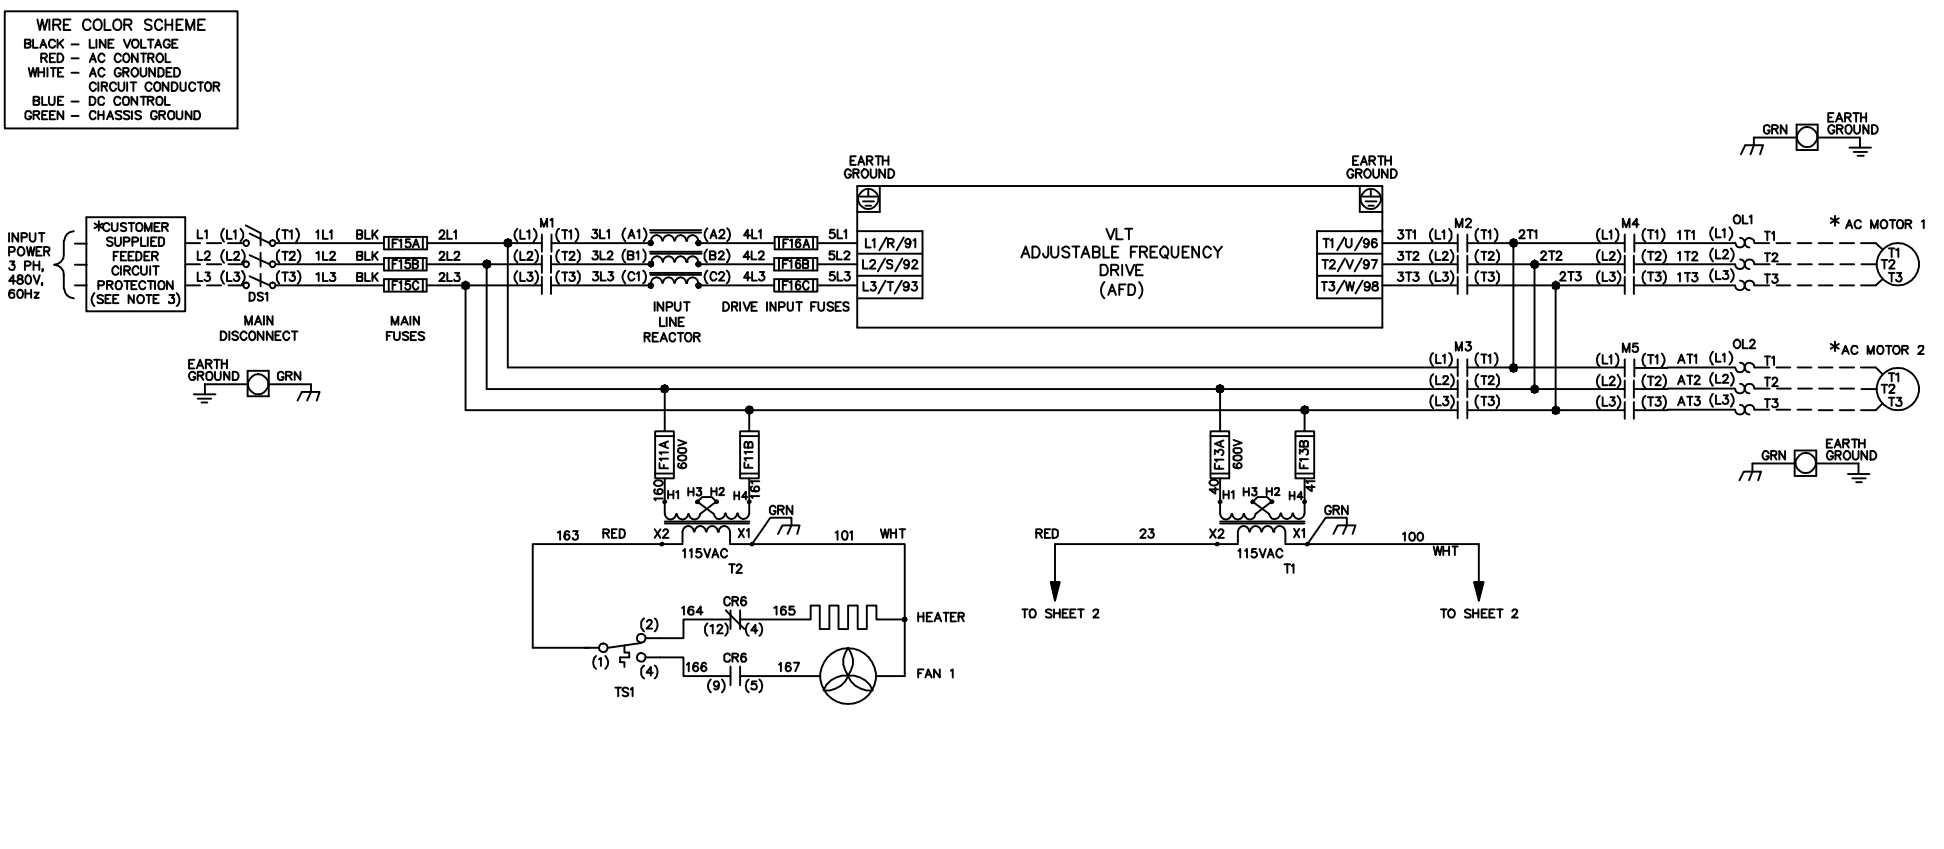 WIRE COLOR SCHEME
BLACK – LINE VOLTAGE
RED – AC CONTROL
WHITE – AC GROUNDED
CIRCUIT CONDUCTOR
BLUE – DC CONTROL
GREEN – CHASSIS GROUND
INPUT
POWER
3 PH,
480V,
60Hz
*CUSTOMER
SUPPLIED
FEEDER
CIRCUIT
PROTECTION
(SEE NOTE 3)
L1 (L1) (T1) 1L1 BLK F15A 2L1
L2 (L2) (T2) 1L2 BLK F15B 2L2
L3 (L3) (T3) 1L3 BLK F15C 2L3
DS1
MAIN
DISCONNECT
MAIN
FUSES
EARTH
GROUND
GRN
M1
(L1) (T1) 3L1 (A1) (A2) 4L1 F16A 5L1
(L2) (T2) 3L2 (B1) (B2) 4L2 F16B 5L2
(L3) (T3) 3L3 (C1) (C2) 4L3 F16C 5L3
INPUT
LINE
REACTOR
DRIVE INPUT FUSES
EARTH
GROUND
L1/R/91
L2/S/92
L3/T/93
VLT
ADJUSTABLE FREQUENCY
DRIVE
(AFD)
EARTH
GROUND
T1/U/96
T2/V/97
T3/W/98
M2
3T1 (L1) (T1) 2T1
3T2 (L2) (T2) 2T2
3T3 (L3) (T3) 2T3
M4
OL1
(L1) (T1) 1T1 (L1) T1
(L2) (T2) 1T2 (L2) T2
(L3) (T3) 1T3 (L3) T3
* AC MOTOR 1
T1
T2
T3
GRN
EARTH
GROUND
M3
(L1) (T1)
(L2) (T2)
(L3) (T3)
M5
OL2
(L1) (T1) AT1 (L1) T1
(L2) (T2) AT2 (L2) T2
(L3) (T3) AT3 (L3) T3
*AC MOTOR 2
T1
T2
T3
GRN
EARTH
GROUND
F11A
600V
F11B
160
161
H1 H3 H2 H4
GRN
163 RED X2 X1 101 WHT
115VAC
T2
164 CR6 165
(12) (4)
HEATER
(2)
(1)
(4)
TS1
166 CR6 167
(9) (5)
FAN 1
F13A
600V
F13B
40
41
H1 H3 H2 H4
GRN
RED 23 X2 X1 100
WHT
115VAC
T1
TO SHEET 2
TO SHEET 2